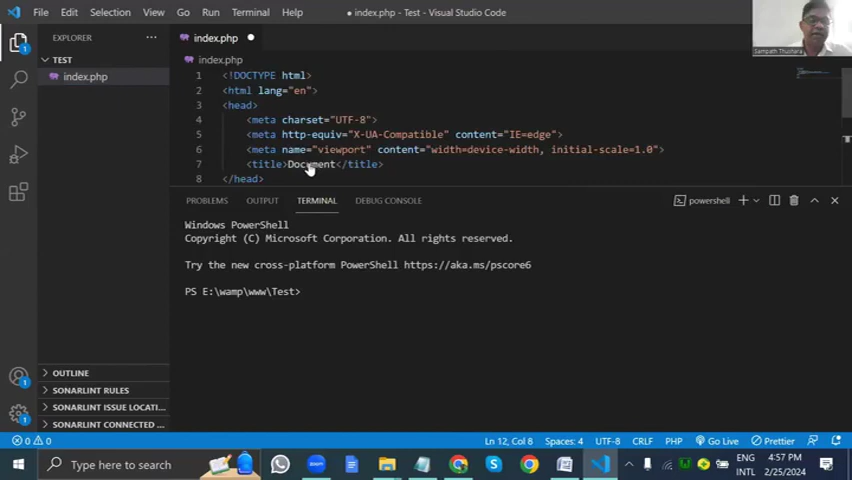 File Edit Selection View Go Run Terminal Help ● index.php - Test - Visual Studio Code
EXPLORER ··· index.php ●
Sampath Thushara
TEST index.php
index.php
1 <!DOCTYPE html>
2 <html lang="en">
3 <head>
4 <meta charset="UTF-8">
5 <meta http-equiv="X-UA-Compatible" content="IE=edge">
6 <meta name="viewport" content="width=device-width, initial-scale=1.0">
7 <title>Document</title>
8 </head>
PROBLEMS OUTPUT TERMINAL DEBUG CONSOLE powershell
Windows PowerShell
Copyright (C) Microsoft Corporation. All rights reserved.
Try the new cross-platform PowerShell https://aka.ms/pscore6
PS E:\wamp\www\Test>
OUTLINE
SONARLINT RULES
SONARLINT ISSUE LOCATI...
SONARLINT CONNECTED ...
0 0 Ln 12, Col 8 Spaces: 4 UTF-8 CRLF PHP Go Live Prettier
Type here to search ENG 4:57 PM
INTL 2/25/2024